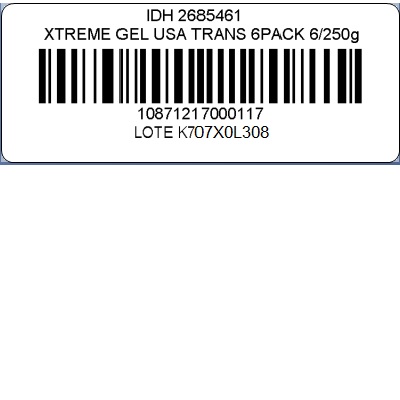 IDH 2685461
XTREME GEL USA TRANS 6PACK 6/250g
10871217000117
LOTE K707X0L308